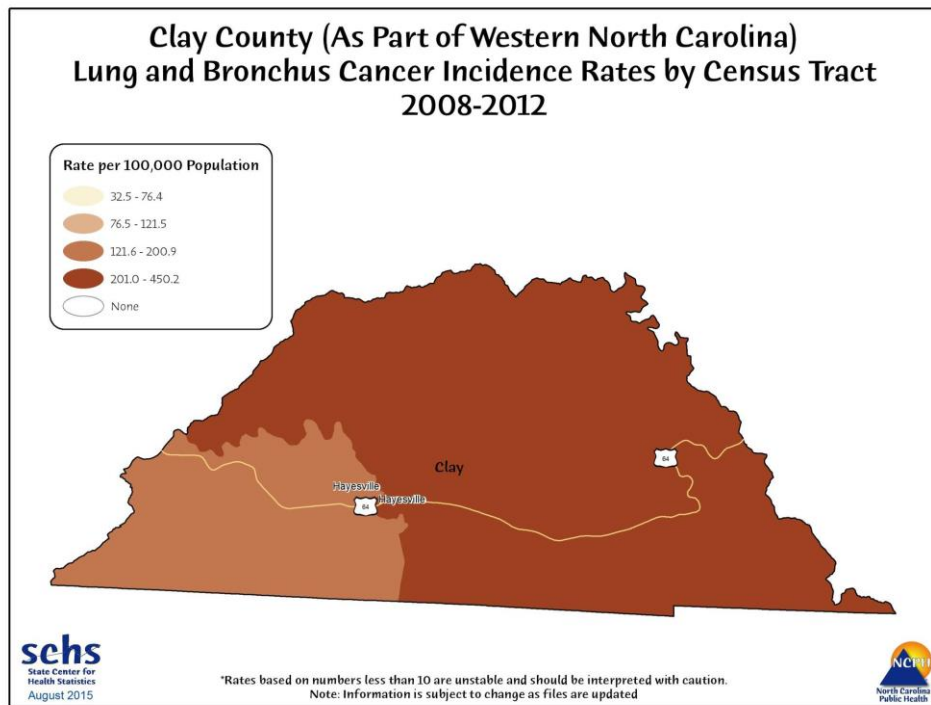 Clay County (As Part of Western North Carolina)
Lung and Bronchus Cancer Incidence Rates by Census Tract
2008-2012
Rate per 100,000 Population
32.5 - 76.4
76.5 - 121.5
121.6 - 200.9
201.0 - 450.2
None
64
Clay
Hayesville
Hayesville
64
schs
State Center for
Health Statistics
August 2015
*Rates based on numbers less than 10 are unstable and should be interpreted with caution.
Note: Information is subject to change as files are updated
NCPH
North Carolina
Public Health